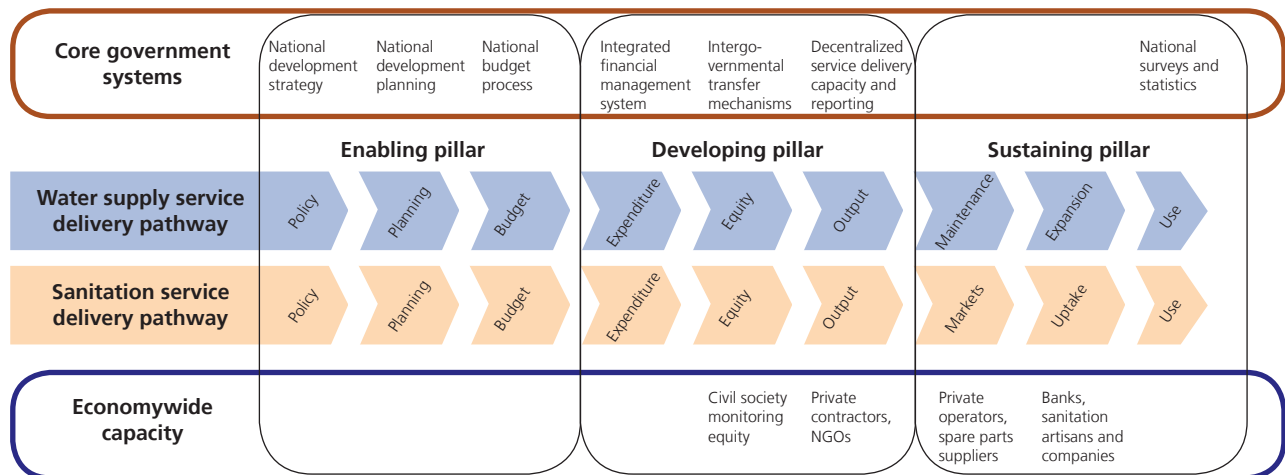 Core government
systems
National
development
strategy
National
development
planning
National
budget
process
Integrated
financial
management
system
Intergo-
vernmental
transfer
mechanisms
Decentralized
service delivery
capacity and
reporting
National
surveys and
statistics
Enabling pillar
Developing pillar
Sustaining pillar
Water supply service
delivery pathway
Policy
Planning
Budget
Expenditure
Equity
Output
Maintenance
Expansion
Use
Sanitation service
delivery pathway
Policy
Planning
Budget
Expenditure
Equity
Output
Markets
Uptake
Use
Economywide
capacity
Civil society
monitoring
equity
Private
contractors,
NGOs
Private
operators,
spare parts
suppliers
Banks,
sanitation
artisans and
companies